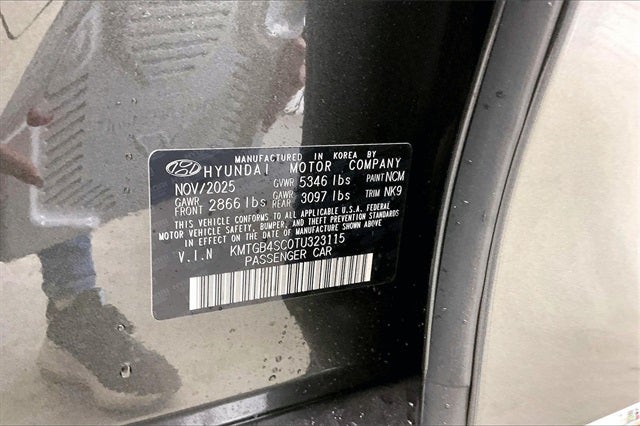 MANUFACTURED IN KOREA BY
HYUNDAI MOTOR COMPANY
NOV/2025 GVWR 5346 lbs PAINT NCM
GAWR FRONT 2866 lbs GAWR REAR 3097 lbs TRIM NK9
THIS VEHICLE CONFORMS TO ALL APPLICABLE U.S.A. FEDERAL
MOTOR VEHICLE SAFETY, BUMPER, AND THEFT PREVENTION STANDARDS
IN EFFECT ON THE DATE OF MANUFACTURE SHOWN ABOVE
V.I.N KMTGB4SC0TU323115
PASSENGER CAR